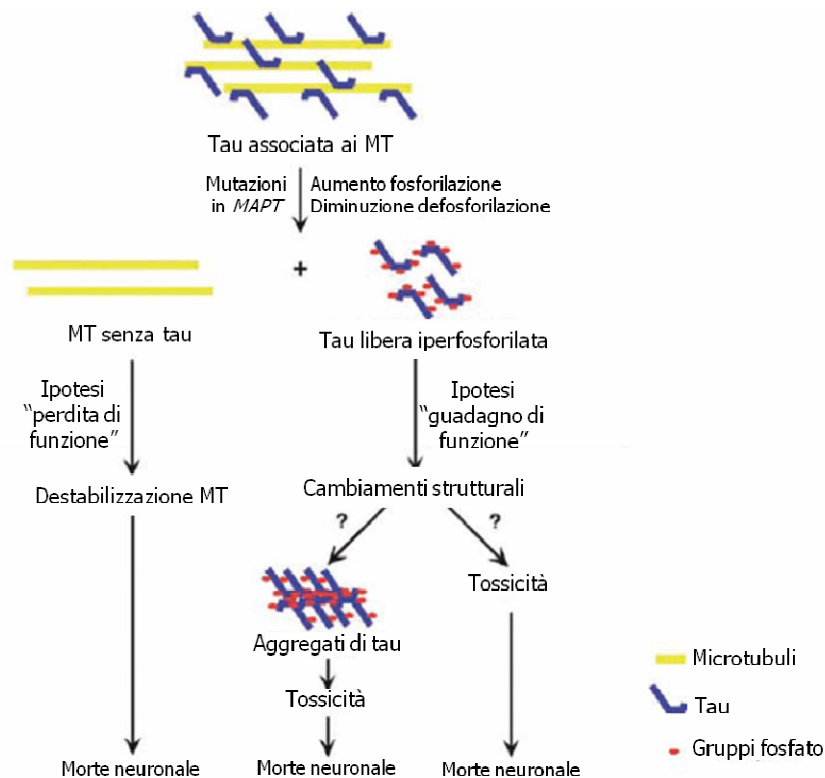 Tau associata ai MT
Mutazioni
in MAPT
Aumento fosforilazione
Diminuzione defosforilazione
+
MT senza tau
Tau libera iperfosforilata
Ipotesi
“perdita di
funzione”
Ipotesi
“guadagno di
funzione”
Destabilizzazione MT
Cambiamenti strutturali
?
?
Tossicità
Aggregati di tau
Tossicità
Morte neuronale
Morte neuronale
Morte neuronale
Microtubuli
Tau
Gruppi fosfato